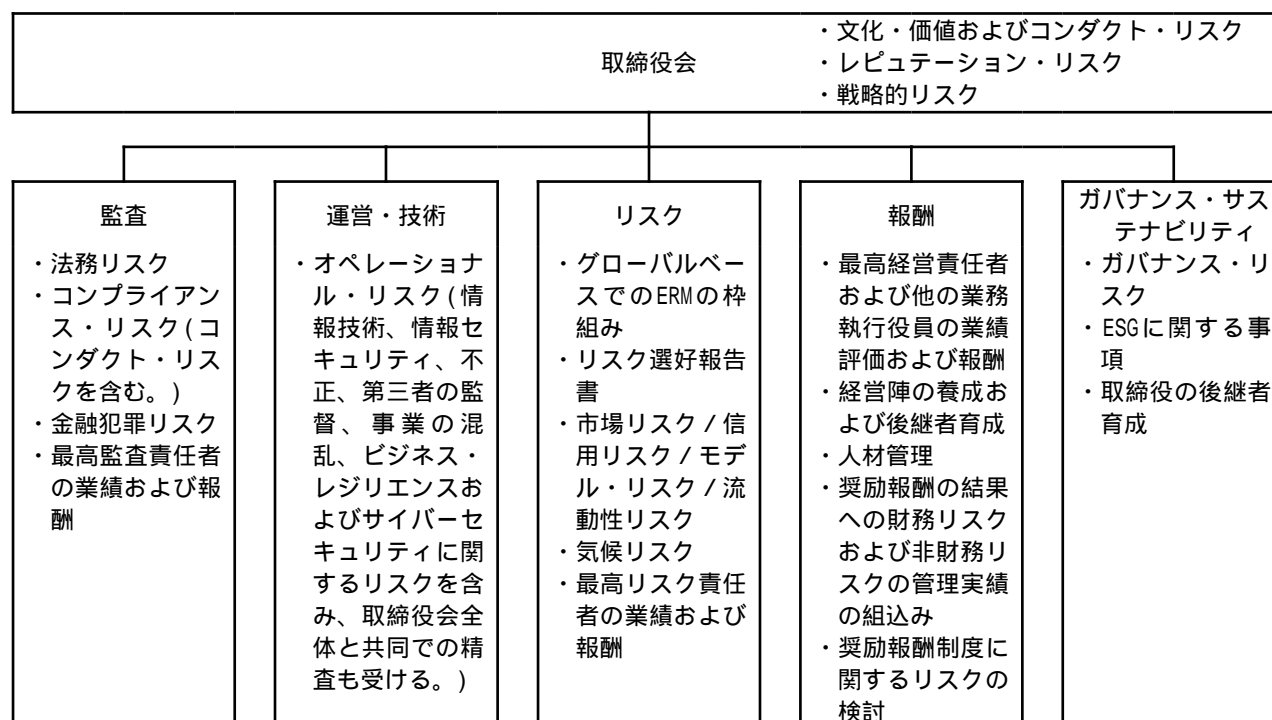 取締役会
・文化・価値およびコンダクト・リスク
・レピュテーション・リスク
・戦略的リスク
監査
・法務リスク
・コンプライアン
ス・リスク(コ
ンダクト・リス
クを含む。)
・金融犯罪リスク
・最高監査責任者
の業績および報
酬
運営・技術
・オペレーショナ
ル・リスク(情
報技術、情報セ
キュリティ、不
正、第三者の監
督、事業の混
乱、ビジネス・
レジリエンスお
よびサイバーセ
キュリティに関
するリスクを含
み、取締役会全
体と共同での精
査も受ける。)
リスク
・グローバルベー
スでのERMの枠
組み
・リスク選好報告
書
・市場リスク/信
用リスク/モデ
ル・リスク/流
動性リスク
・気候リスク
・最高リスク責任
者の業績および
報酬
報酬
・最高経営責任者
および他の業務
執行役員の業績
評価および報酬
・経営陣の養成お
よび後継者育成
・人材管理
・奨励報酬の結果
への財務リスク
および非財務リ
スクの管理実績
の組込み
・奨励報酬制度に
関するリスクの
検討
ガバナンス・サス
テナビリティ
・ガバナンス・リ
スク
・ESGに関する事
項
・取締役の後継者
育成